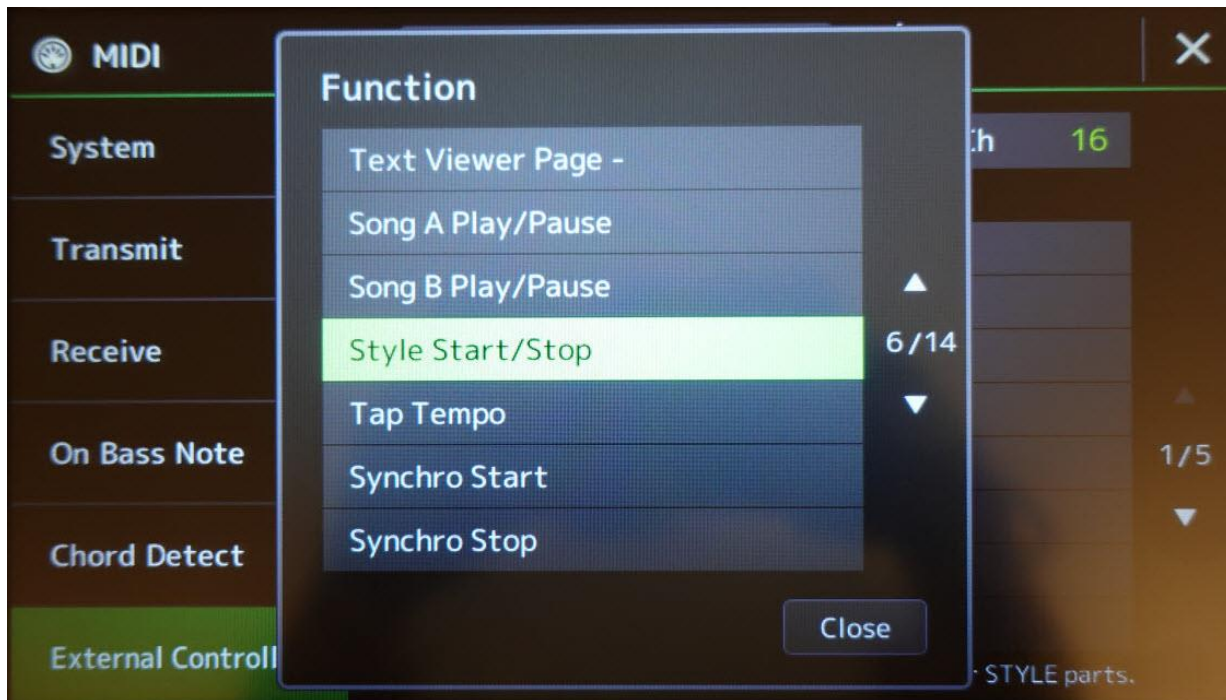 MIDI
Function
System
Text Viewer Page -
16
Song A Play/Pause
Transmit
Song B Play/Pause
Style Start/Stop
6/14
Receive
Tap Tempo
On Bass Note
1/5
Synchro Start
Synchro Stop
Chord Detect
Close
External Controll
STYLE parts.